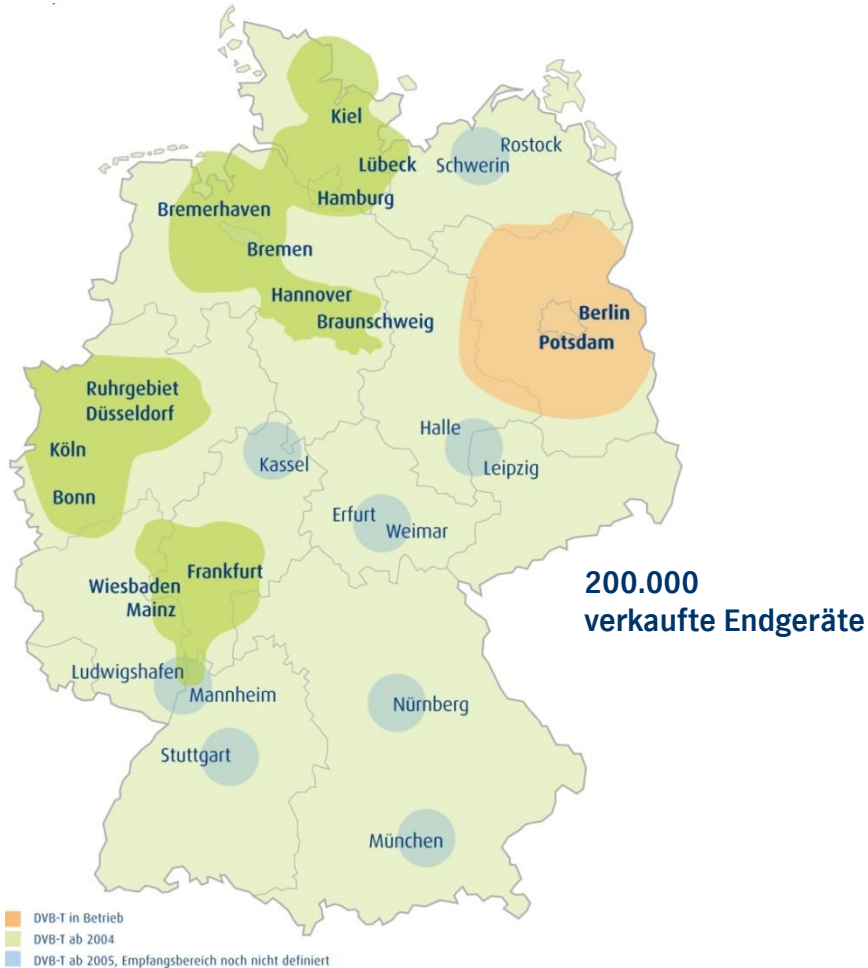 Kiel
Rostock
Lübeck
Schwerin
Hamburg
Bremerhaven
Bremen
Hannover
Braunschweig
Berlin
Potsdam
Ruhrgebiet
Düsseldorf
Köln
Kassel
Halle
Leipzig
Bonn
Erfurt
Weimar
Frankfurt
Wiesbaden
Mainz
200.000
verkaufte Endgeräte
Ludwigshafen
Mannheim
Nürnberg
Stuttgart
München
DVB-T in Betrieb
DVB-T ab 2004
DVB-T ab 2005, Empfangsbereich noch nicht definiert